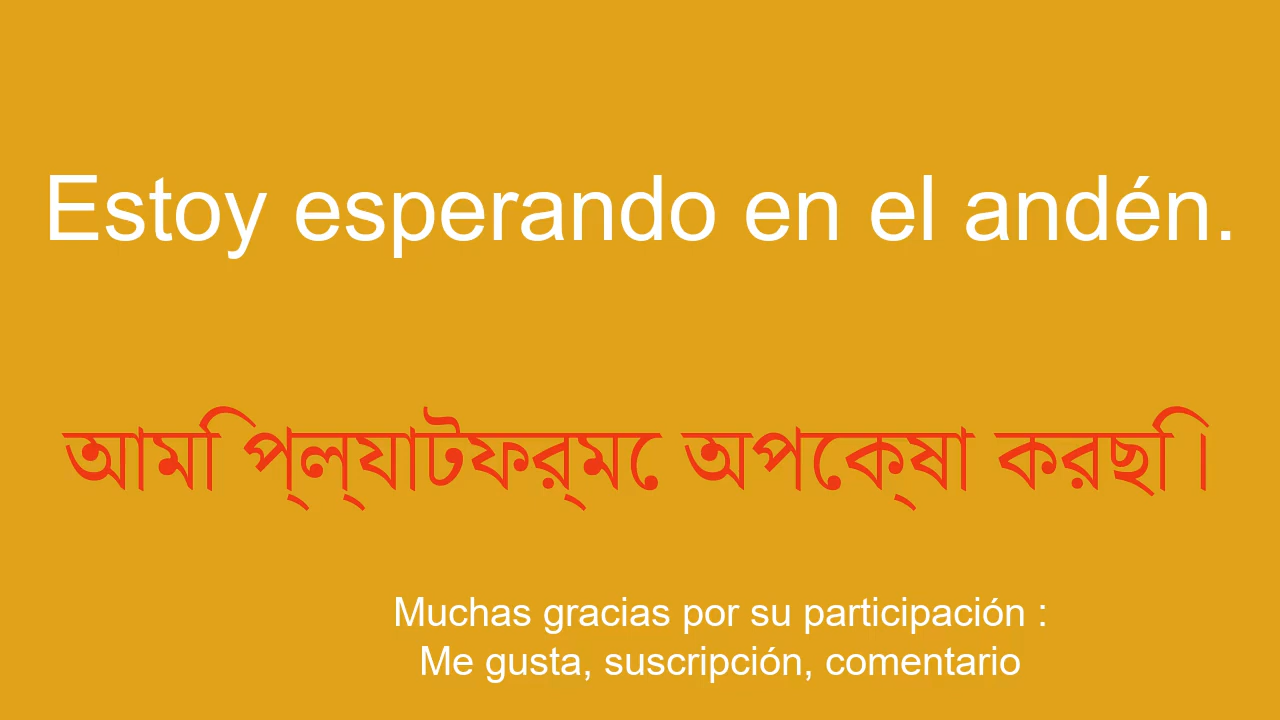 Estoy esperando en el andén.
আমি প্ল্যাটফর্মে অপেক্ষা করছি।
Muchas gracias por su participación :
Me gusta, suscripción, comentario